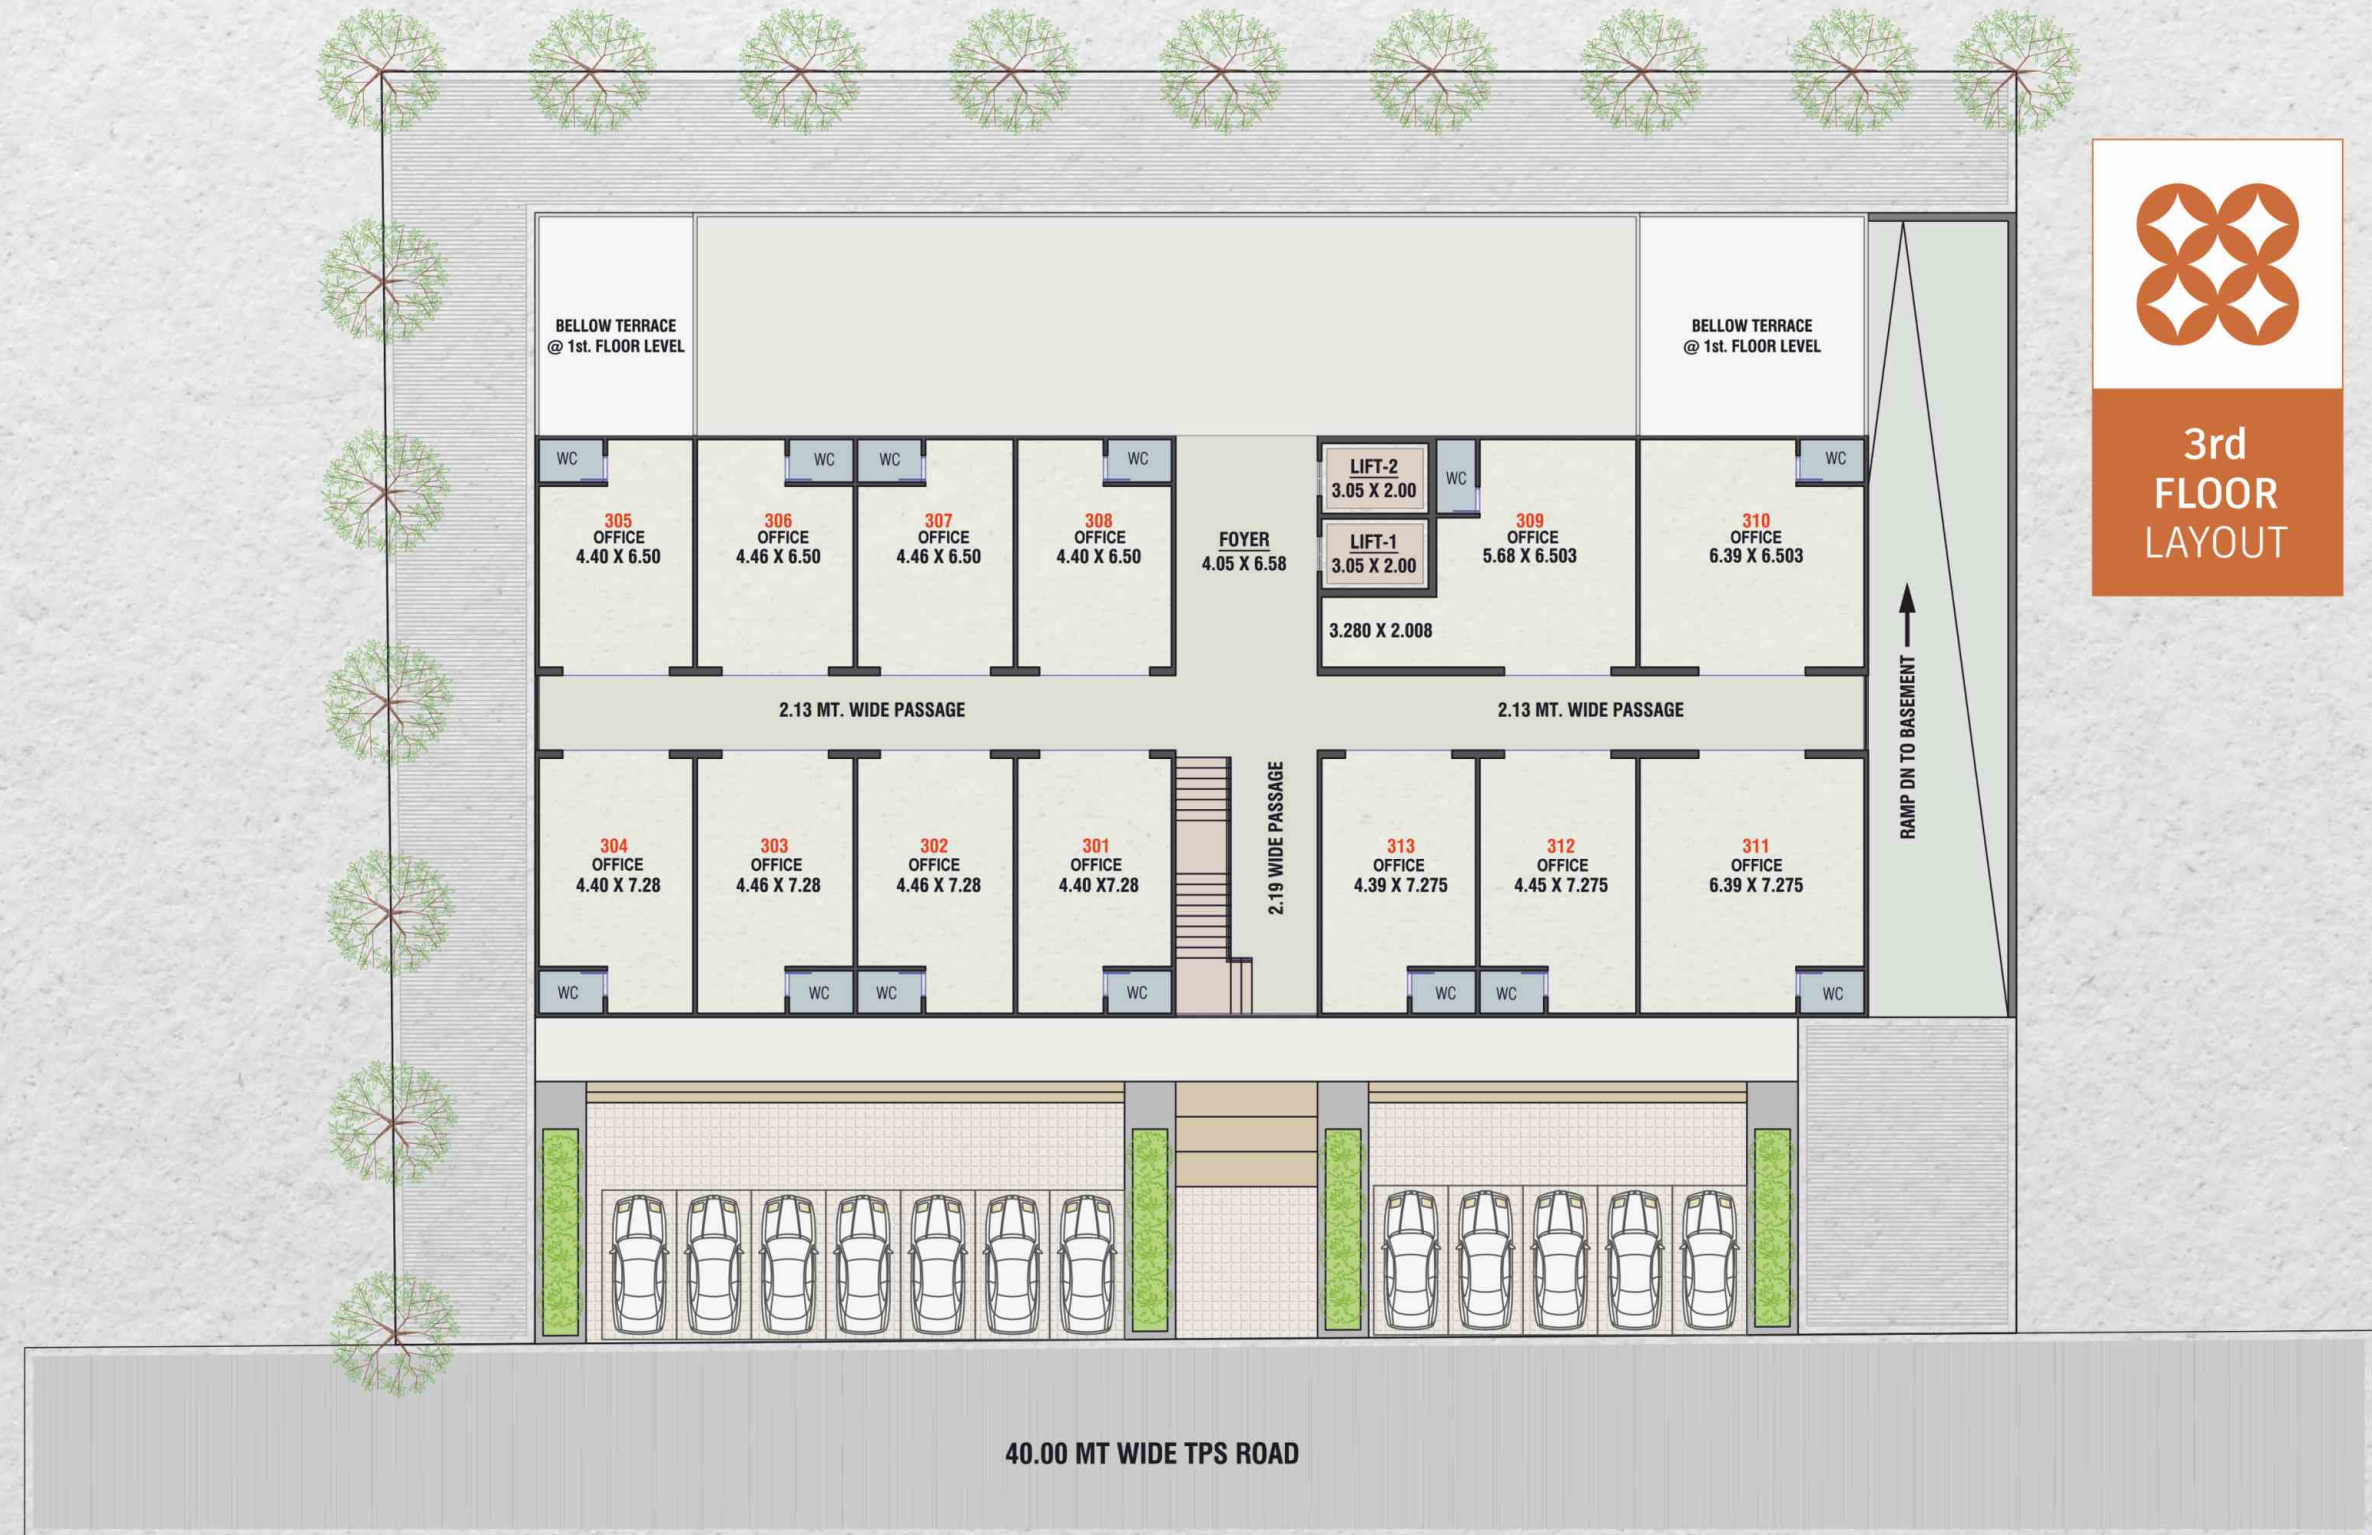 BELLOW TERRACE
@ 1st. FLOOR LEVEL
BELLOW TERRACE
@ 1st. FLOOR LEVEL
3rd
FLOOR
LAYOUT
WC
WC
WC
WC
LIFT-2
3.05 X 2.00
WC
WC
305
OFFICE
4.40 X 6.50
306
OFFICE
4.46 X 6.50
307
OFFICE
4.46 X 6.50
308
OFFICE
4.40 X 6.50
FOYER
4.05 X 6.58
LIFT-1
3.05 X 2.00
309
OFFICE
5.68 X 6.503
310
OFFICE
6.39 X 6.503
3.280 X 2.008
2.13 MT. WIDE PASSAGE
2.13 MT. WIDE PASSAGE
RAMP DN TO BASEMENT
2.19 WIDE PASSAGE
304
OFFICE
4.40 X 7.28
303
OFFICE
4.46 X 7.28
302
OFFICE
4.46 X 7.28
301
OFFICE
4.40 X7.28
313
OFFICE
4.39 X 7.275
312
OFFICE
4.45 X 7.275
311
OFFICE
6.39 X 7.275
WC
WC
WC
WC
WC
WC
WC
40.00 MT WIDE TPS ROAD